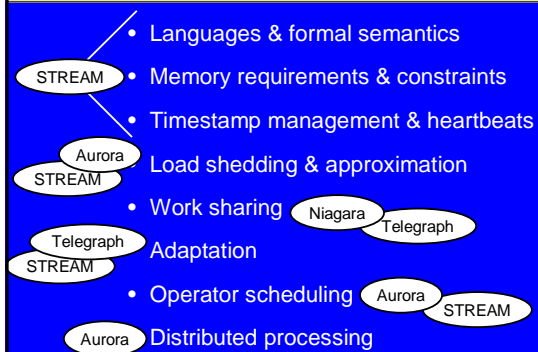 • Languages & formal semantics
STREAM • Memory requirements & constraints
• Timestamp management & heartbeats
Aurora
STREAM
Load shedding & approximation
• Work sharing Niagara
Telegraph
Telegraph
STREAM
Adaptation
• Operator scheduling Aurora
STREAM
Aurora Distributed processing